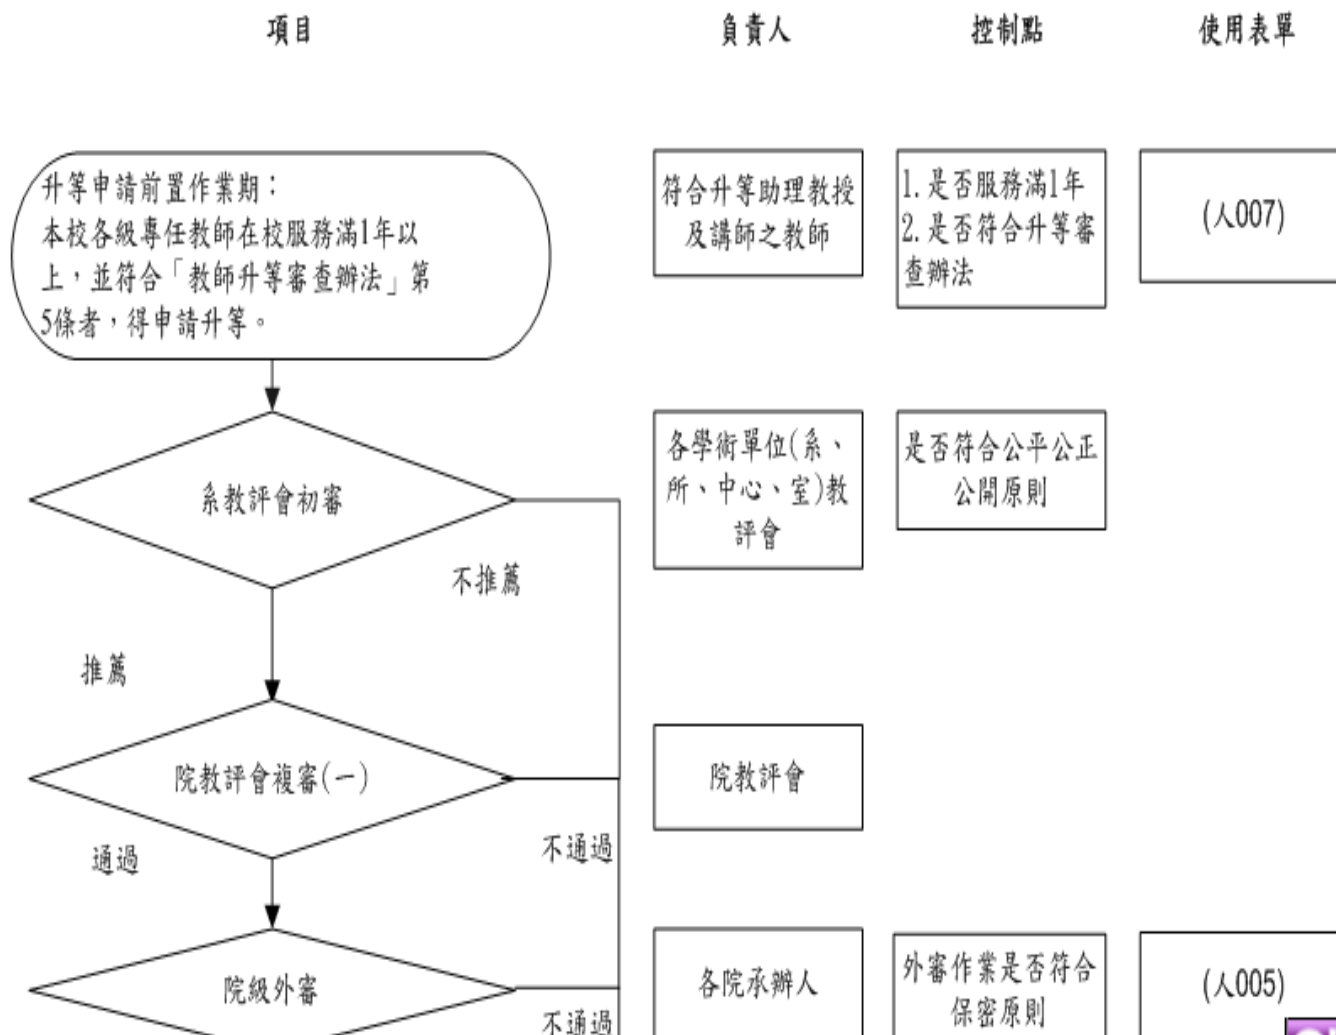 項目
負責人
控制點
使用表單
升等申請前置作業期：
本校各級專任教師在校服務滿1年以
上，並符合「教師升等審查辦法」第
5條者，得申請升等。
符合升等助理教授
及講師之教師
1.是否服務滿1年
2.是否符合升等審
查辦法
(人007)
系教評會初審
各學術單位(系、
所、中心、室)教
評會
是否符合公平公正
公開原則
不推薦
推薦
院教評會複審(一)
院教評會
不通過
通過
院級外審
各院承辦人
外審作業是否符合
保密原則
(人005)
不通過